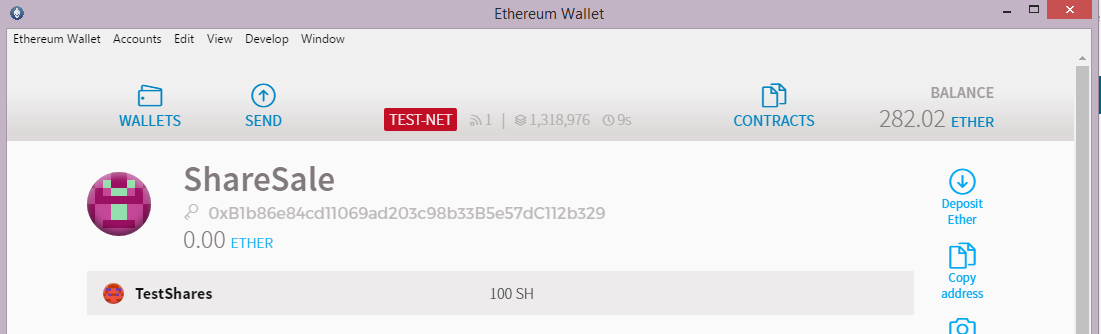 Ethereum Wallet
Ethereum Wallet Accounts Edit View Develop Window
WALLETS
SEND
TEST-NET 1 | 1,318,976 9s
CONTRACTS
BALANCE
282.02 ETHER
ShareSale
0xB1b86e84cd11069ad203c98b33B5e57dC112b329
0.00 ETHER
TestShares 100 SH
Deposit
Ether
Copy
address